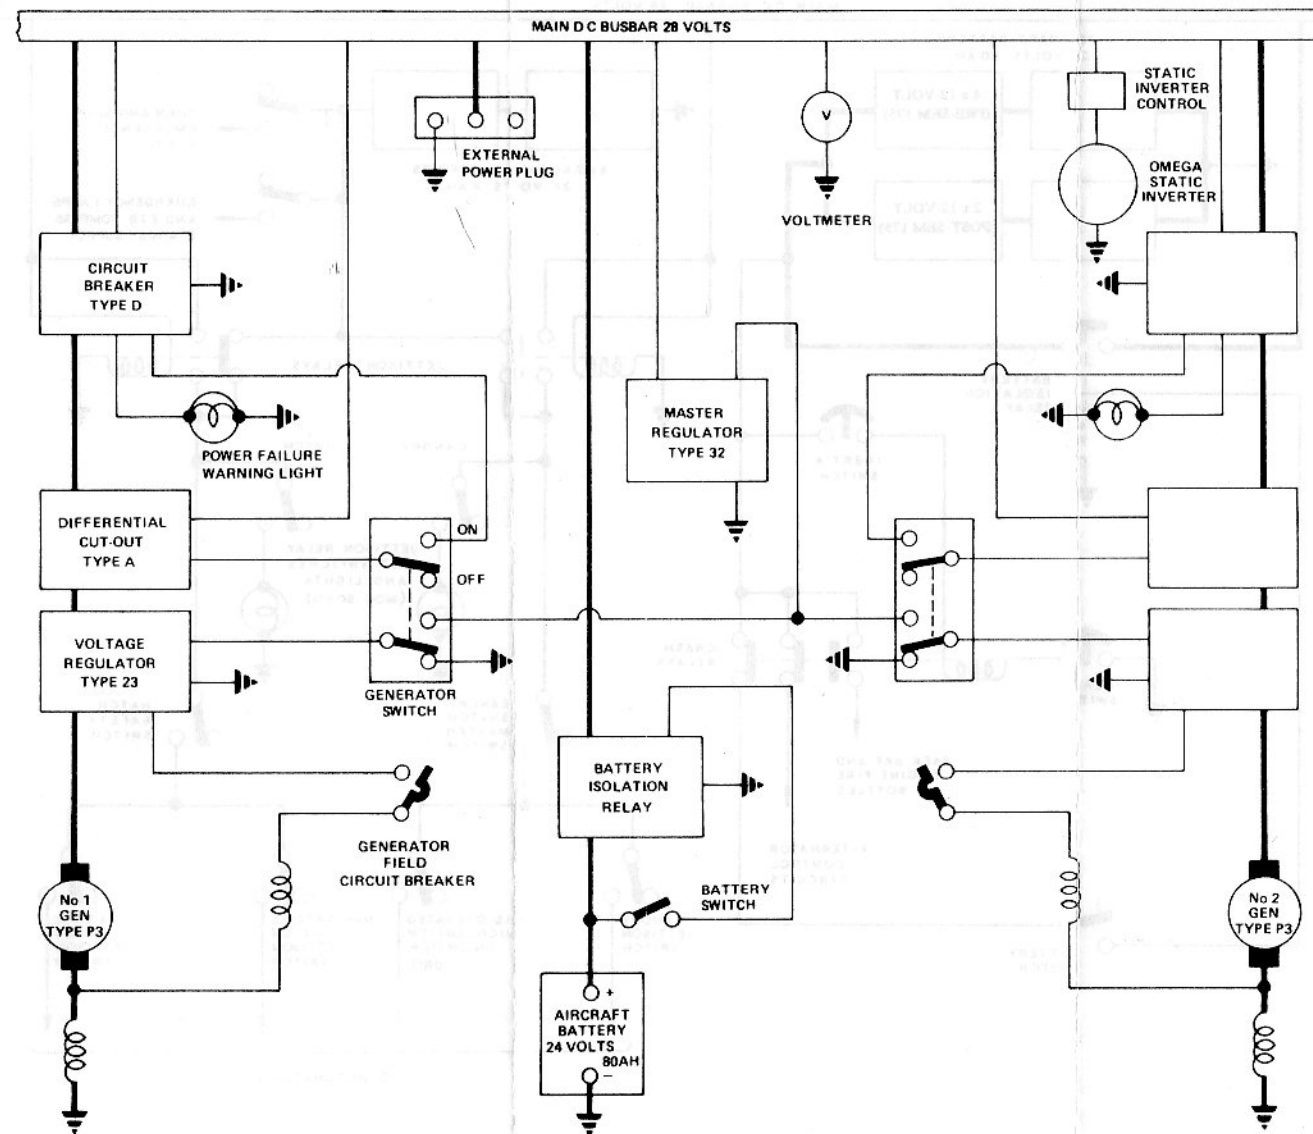 MAIN DC BUSBAR 28 VOLTS
EXTERNAL
POWER PLUG
V
VOLTMETER
STATIC
INVERTER
CONTROL
OMEGA
STATIC
INVERTER
CIRCUIT
BREAKER
TYPE D
POWER FAILURE
WARNING LIGHT
MASTER
REGULATOR
TYPE 32
DIFFERENTIAL
CUT-OUT
TYPE A
ON
OFF
VOLTAGE
REGULATOR
TYPE 23
GENERATOR
SWITCH
BATTERY
ISOLATION
RELAY
GENERATOR
FIELD
CIRCUIT BREAKER
BATTERY
SWITCH
No 1
GEN
TYPE P3
No 2
GEN
TYPE P3
+
AIRCRAFT
BATTERY
24 VOLTS
80AH
–